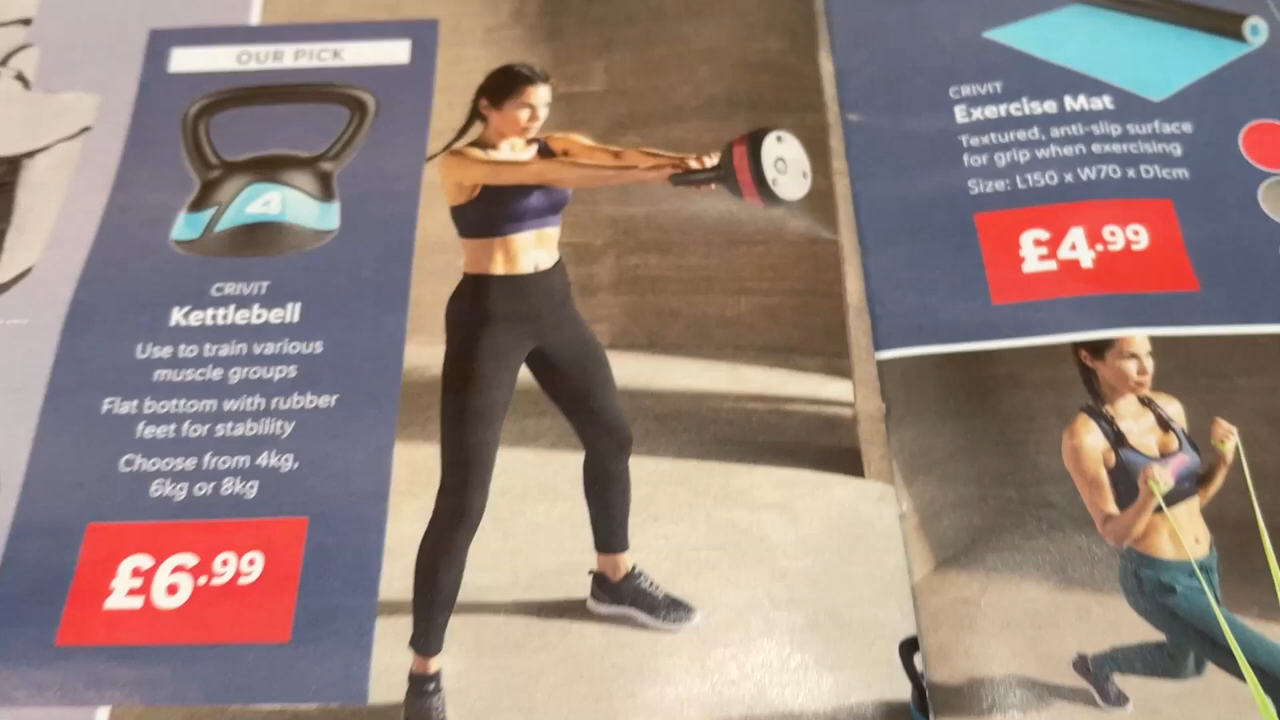 OUR PICK
4
CRIVIT
Kettlebell
Use to train various
muscle groups
Flat bottom with rubber
feet for stability
Choose from 4kg,
6kg or 8kg
£6.99
CRIVIT
Exercise Mat
Textured, anti-slip surface
for grip when exercising
Size: L150 x W70 x D1cm
£4.99